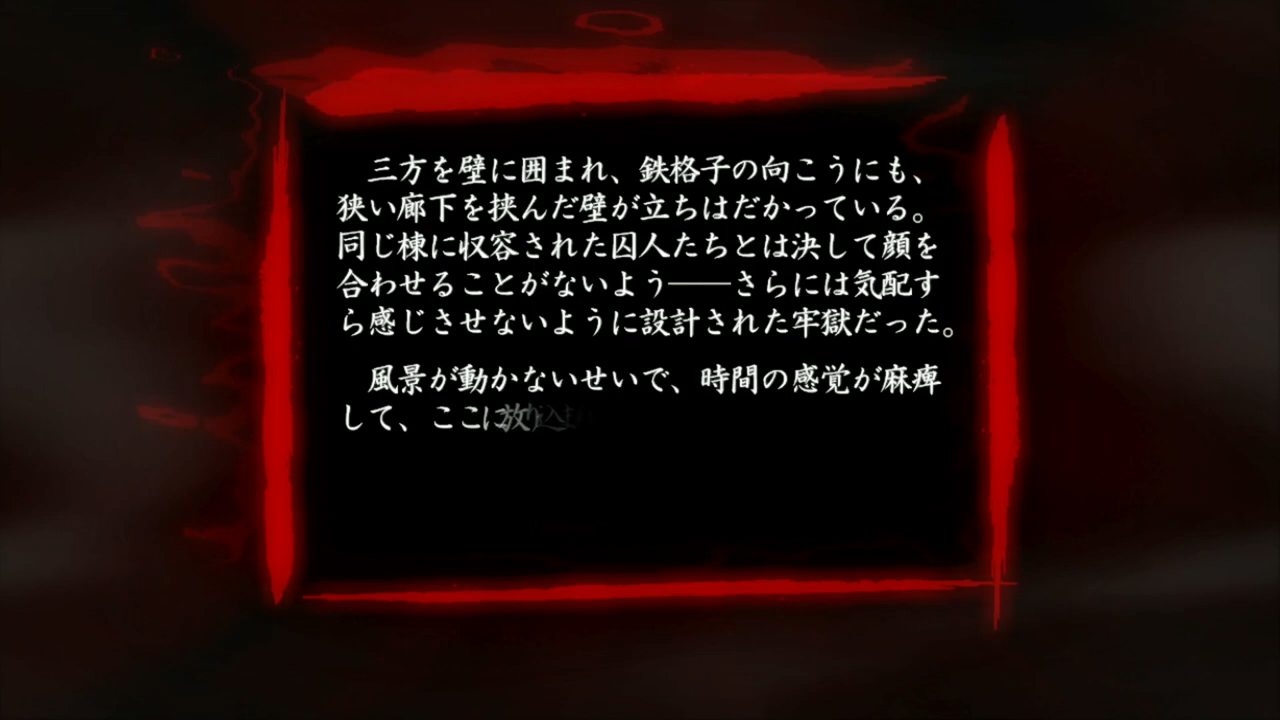 三方を壁に囲まれ、鉄格子の向こうにも、
狭い廊下を挟んだ壁が立ちはだかっている。
同じ棟に収容された囚人たちとは決して顔を
合わせることがないよう――さらには気配す
ら感じさせないように設計された牢獄だった。
風景が動かないせいで、時間の感覚が麻痺
して、ここに放り込ま